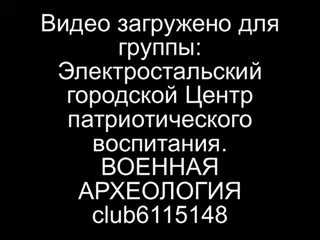 Видео загружено для
группы:
Электростальский
городской Центр
патриотического
воспитания.
ВОЕННАЯ
АРХЕОЛОГИЯ
club6115148